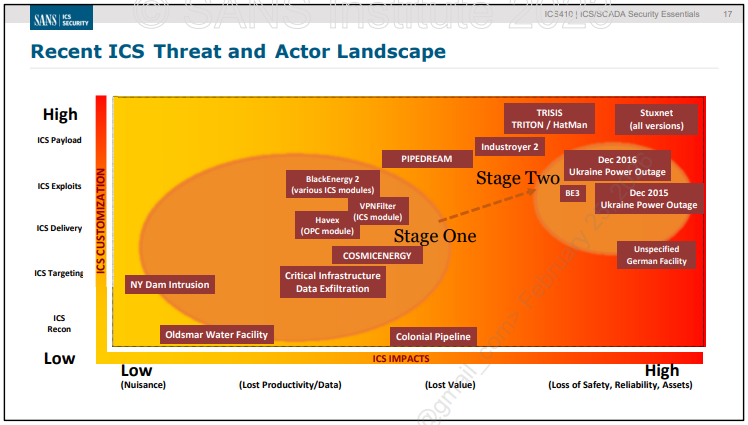 © SANS Institute 2025
SANS | ICS SECURITY
ICS410 | ICS/SCADA Security Essentials 17
Recent ICS Threat and Actor Landscape
High
ICS Payload
ICS Exploits
ICS Delivery
ICS Targeting
ICS
Recon
Low
ICS CUSTOMIZATION
TRISIS
TRITON / HatMan
Stuxnet
(all versions)
Industroyer 2
PIPEDREAM
Dec 2016
Ukraine Power Outage
Stage Two
BlackEnergy 2
(various ICS modules)
BE3
Dec 2015
Ukraine Power Outage
VPNFilter
(ICS module)
Havex
(OPC module)
Stage One
COSMICENERGY
Unspecified
German Facility
Critical Infrastructure
Data Exfiltration
NY Dam Intrusion
Oldsmar Water Facility
Colonial Pipeline
ICS IMPACTS
Low
High
(Nuisance)
(Lost Productivity/Data)
(Lost Value)
(Loss of Safety, Reliability, Assets)